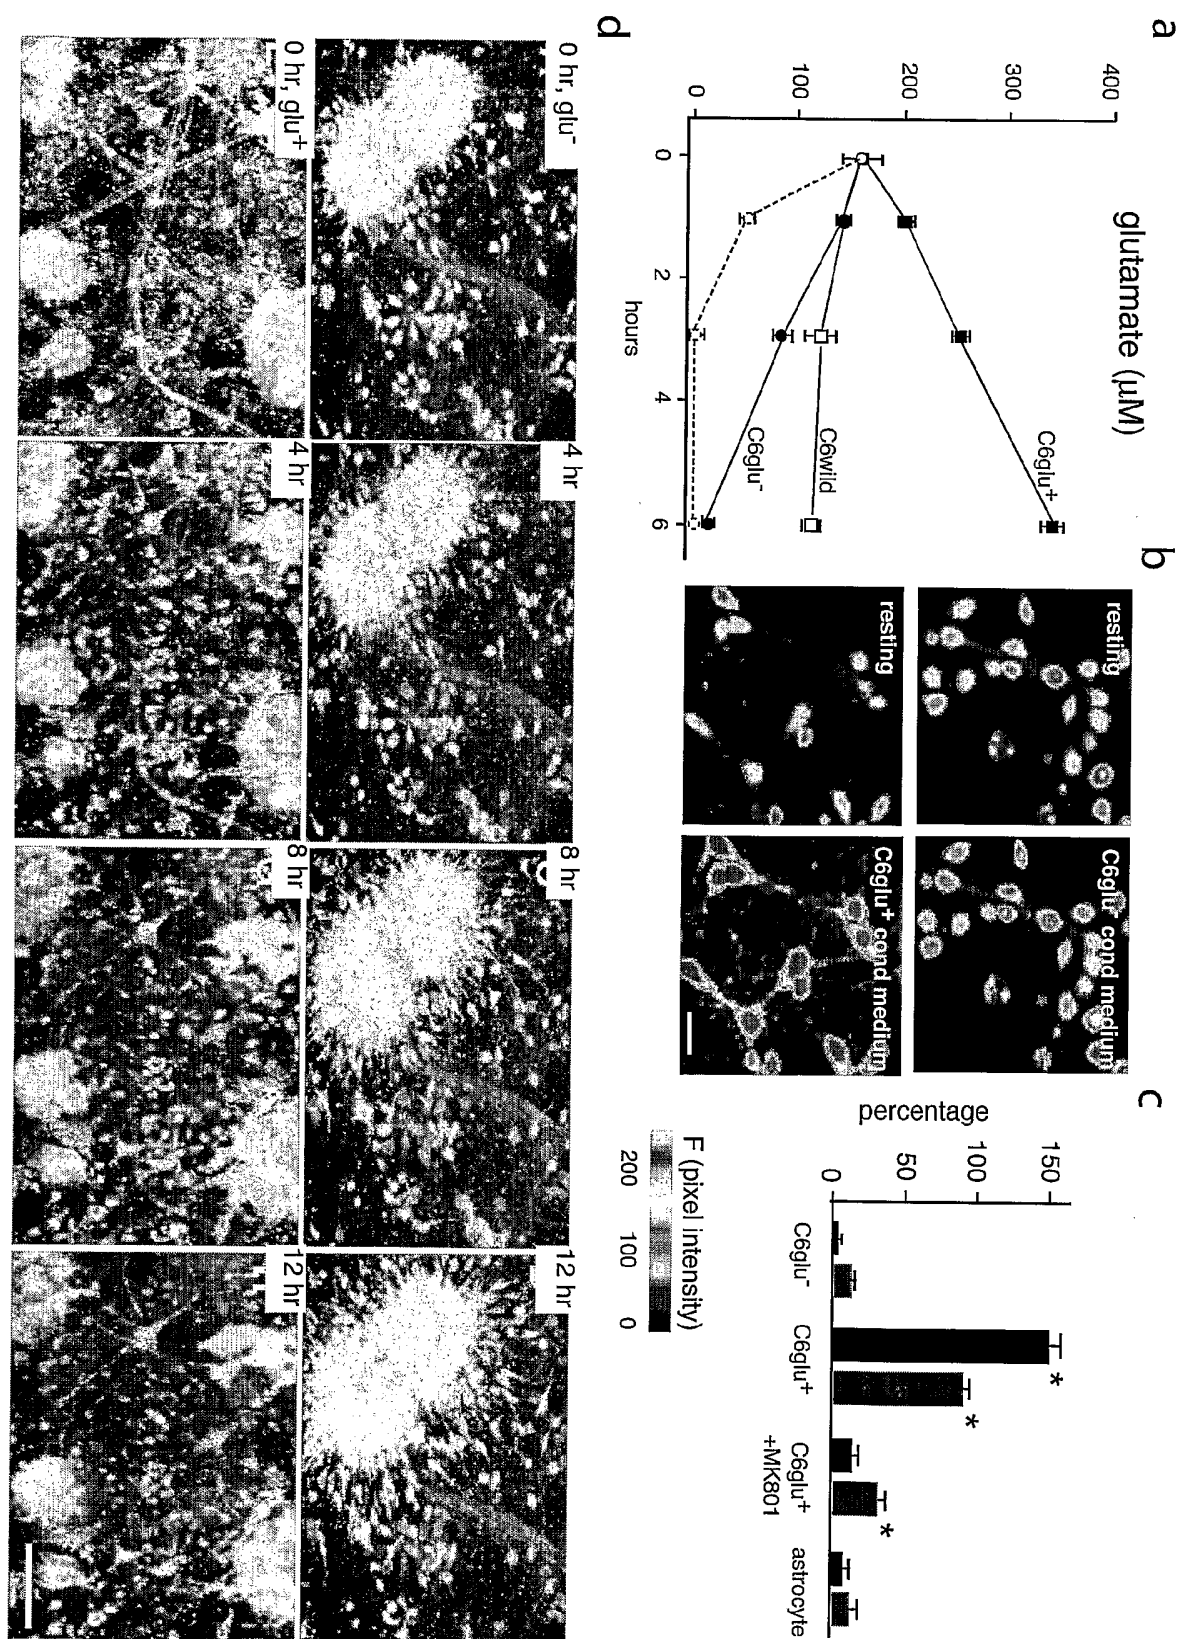 a
glutamate (µM)
400
300
200
100
0
0
2
4
6
hours
C6glu⁺
C6wild
C6glu⁻
b
resting
C6glu⁻ cond medium
resting
C6glu⁺ cond medium
c
percentage
150
100
50
0
*
*
*
C6glu⁻
C6glu⁺
C6glu⁺
+MK801
astrocyte
F (pixel intensity)
200
100
0
d
0 hr, glu⁻
4 hr
8 hr
12 hr
0 hr, glu⁺
4 hr
8 hr
12 hr